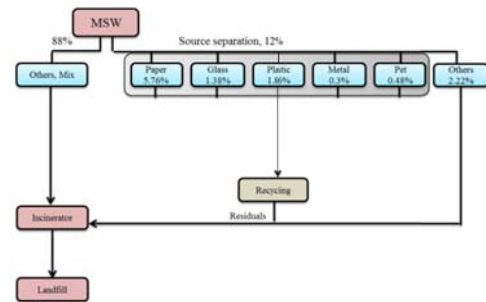 MSW
88%
Source separation, 12%
Others, Mix
Paper
5.76%
Glass
1.38%
Plastic
1.86%
Metal
0.3%
Pet
0.48%
Others
2.22%
Recycing
Residuals
Incinerator
Landfill